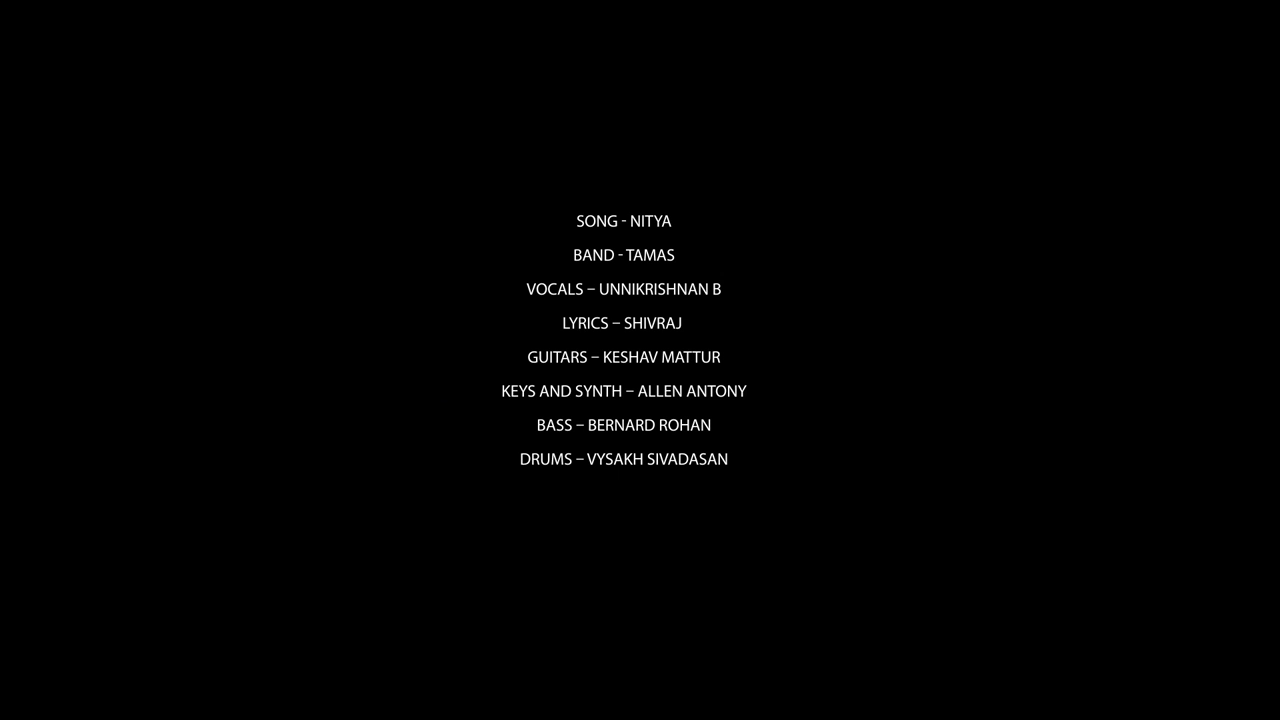 SONG - NITYA
BAND - TAMAS
VOCALS – UNNIKRISHNAN B
LYRICS – SHIVRAJ
GUITARS – KESHAV MATTUR
KEYS AND SYNTH – ALLEN ANTONY
BASS – BERNARD ROHAN
DRUMS – VYSAKH SIVADASAN